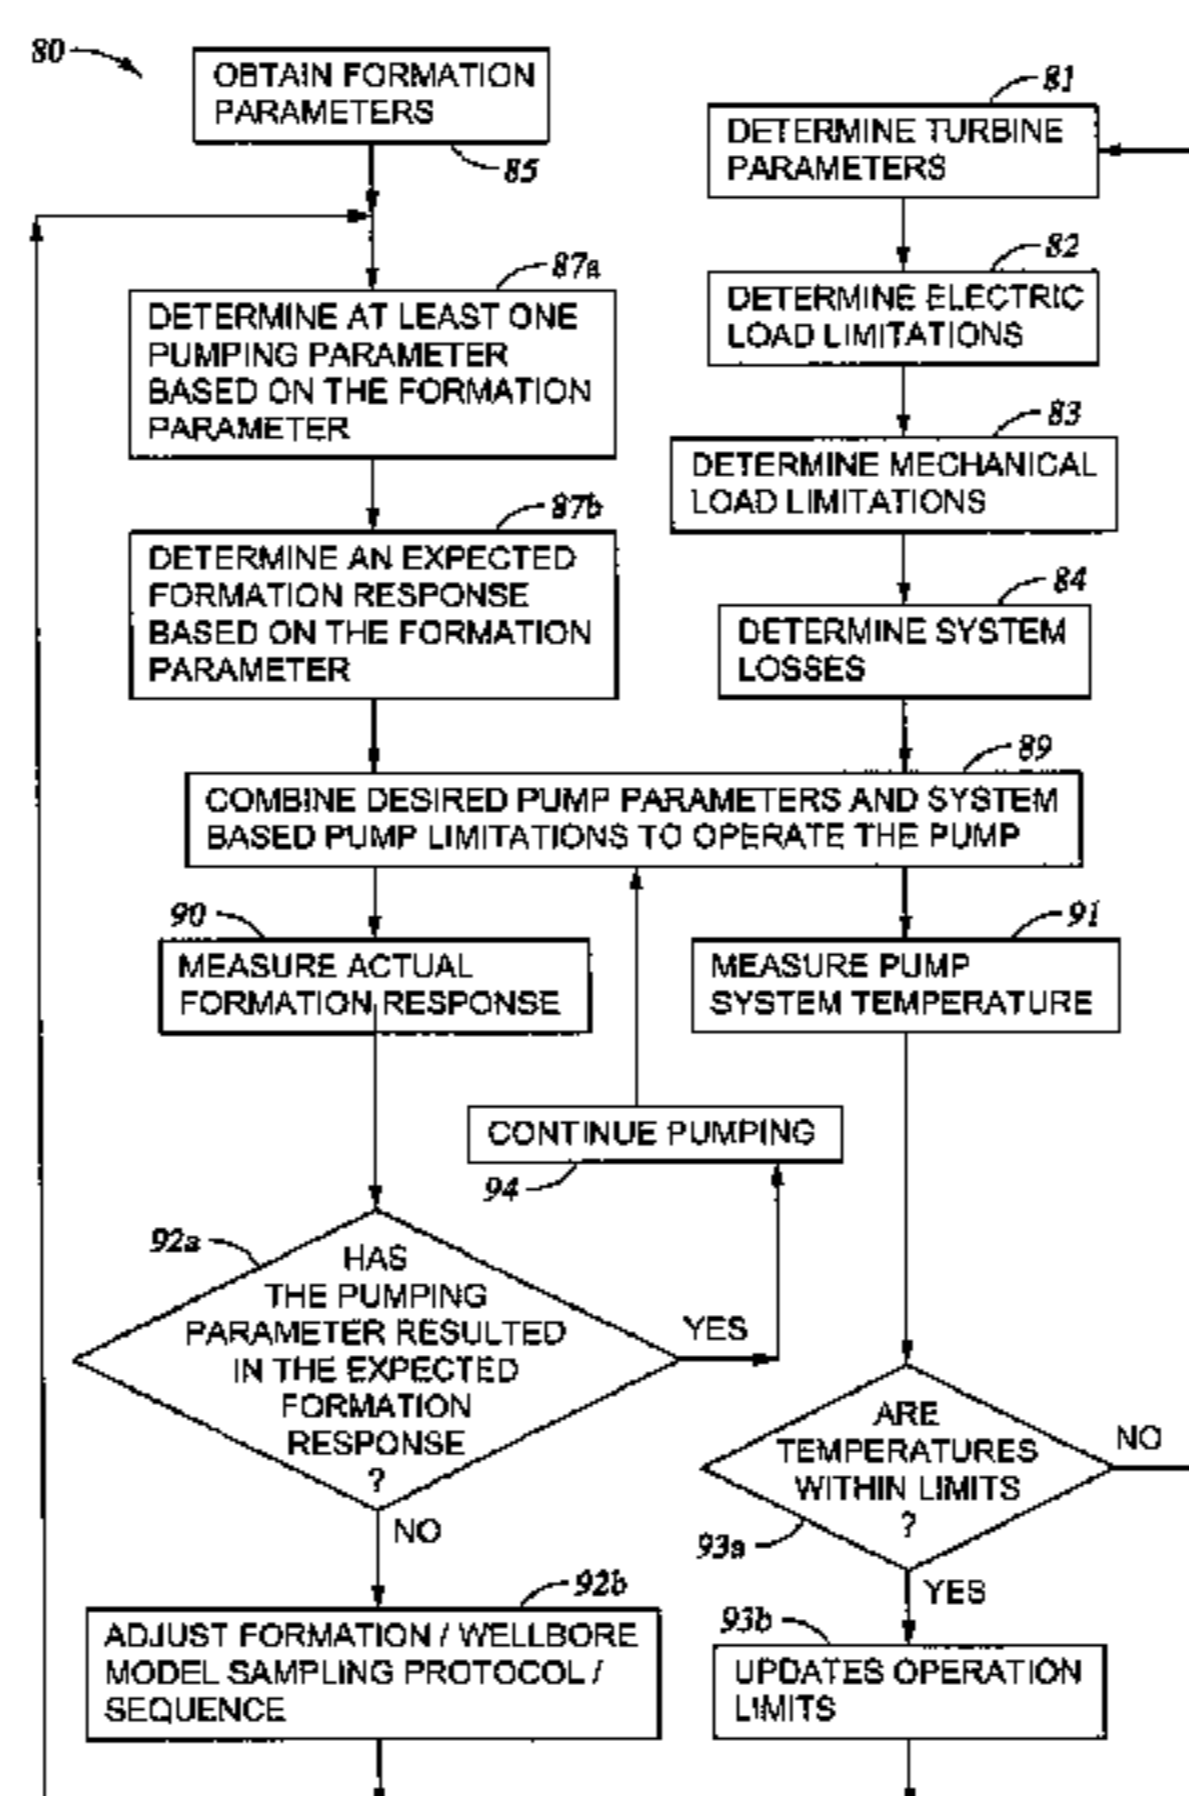 80
OBTAIN FORMATION
PARAMETERS
85
81
DETERMINE TURBINE
PARAMETERS
82
DETERMINE ELECTRIC
LOAD LIMITATIONS
87a
DETERMINE AT LEAST ONE
PUMPING PARAMETER
BASED ON THE FORMATION
PARAMETER
83
DETERMINE MECHANICAL
LOAD LIMITATIONS
87b
DETERMINE AN EXPECTED
FORMATION RESPONSE
BASED ON THE FORMATION
PARAMETER
84
DETERMINE SYSTEM
LOSSES
89
COMBINE DESIRED PUMP PARAMETERS AND SYSTEM
BASED PUMP LIMITATIONS TO OPERATE THE PUMP
90
MEASURE ACTUAL
FORMATION RESPONSE
91
MEASURE PUMP
SYSTEM TEMPERATURE
CONTINUE PUMPING
94
92a
HAS
THE PUMPING
PARAMETER RESULTED
IN THE EXPECTED
FORMATION
RESPONSE
?
YES
NO
ARE
TEMPERATURES
WITHIN LIMITS
?
NO
93a
YES
92b
ADJUST FORMATION / WELLBORE
MODEL SAMPLING PROTOCOL /
SEQUENCE
93b
UPDATES OPERATION
LIMITS